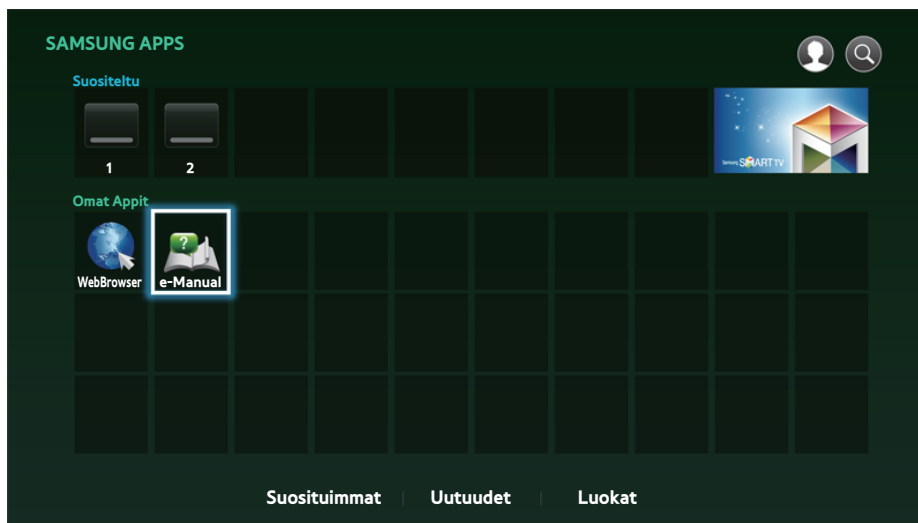 SAMSUNG APPS
Suositeltu
1 2
Samsung SMART TV
Omat Appit
?
WebBrowser e-Manual
Suosituimmat | Uutuudet | Luokat